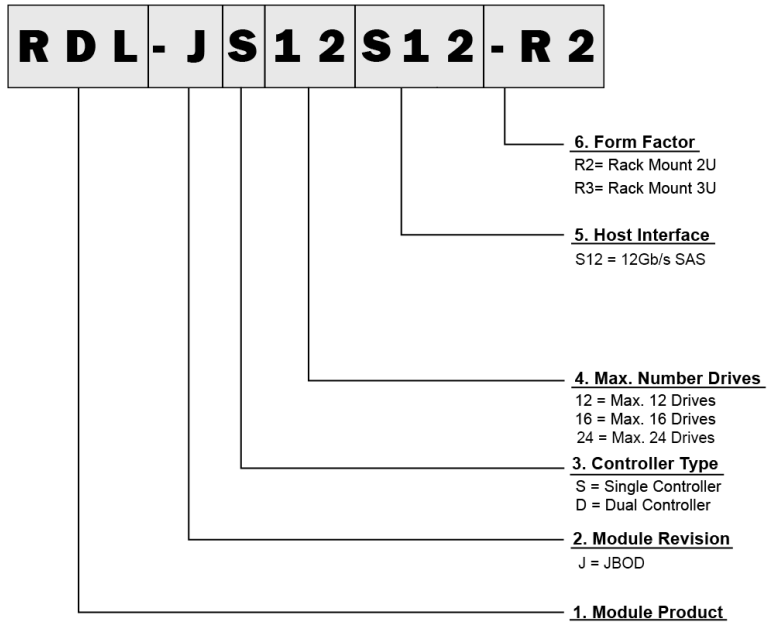 RDL-JS12S12-R2
6. Form Factor
R2= Rack Mount 2U
R3= Rack Mount 3U
5. Host Interface
S12 = 12Gb/s SAS
4. Max. Number Drives
12 = Max. 12 Drives
16 = Max. 16 Drives
24 = Max. 24 Drives
3. Controller Type
S = Single Controller
D = Dual Controller
2. Module Revision
J = JBOD
1. Module Product